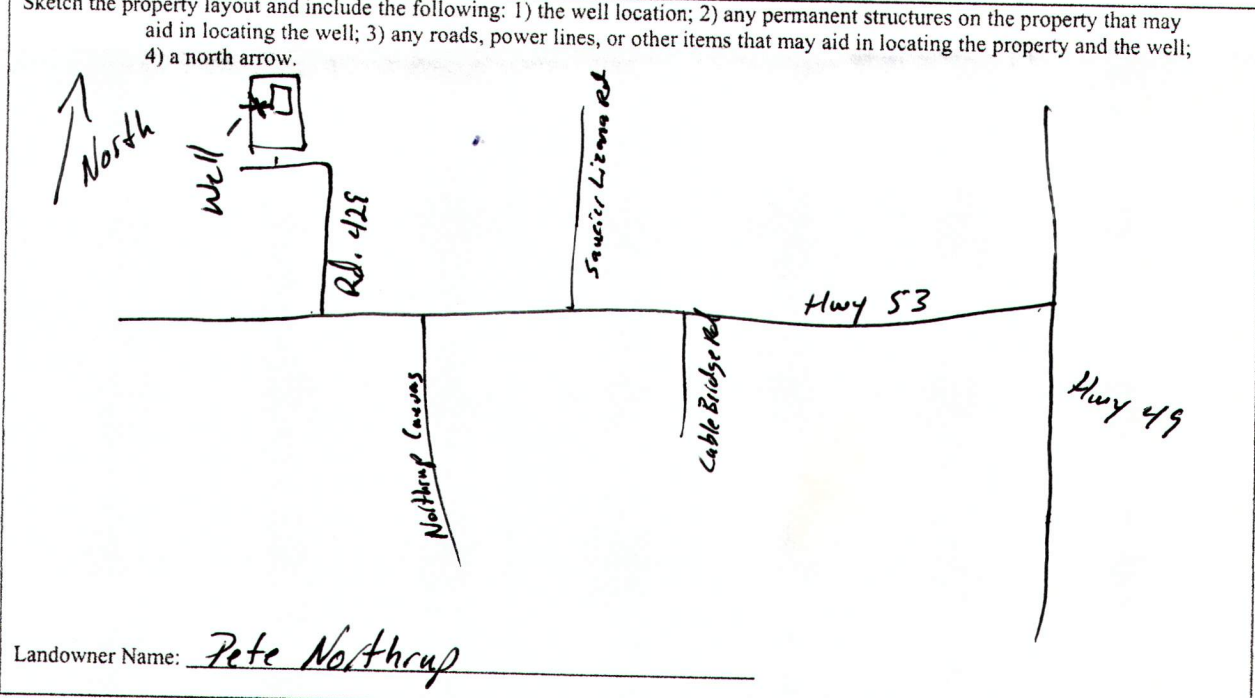 Sketch the property layout and include the following: 1) the well location; 2) any permanent structures on the property that may
aid in locating the well; 3) any roads, power lines, or other items that may aid in locating the property and the well;
4) a north arrow.
North
Well
Rd. 429
Saucier Lizana Rd
Hwy 53
Northrup Cuevas
Cable Bridge Rd
Hwy 49
Landowner Name: Pete Northrup